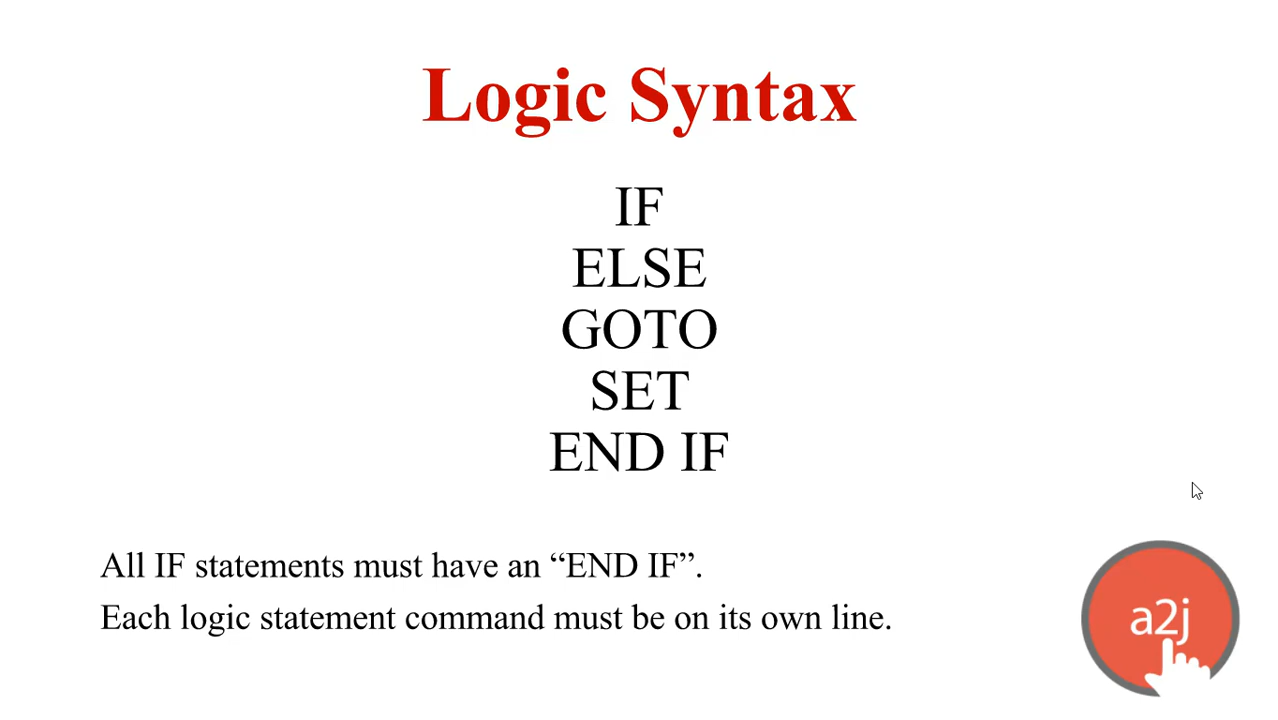 Logic Syntax
IF
ELSE
GOTO
SET
END IF
All IF statements must have an “END IF”.
Each logic statement command must be on its own line.
a2j